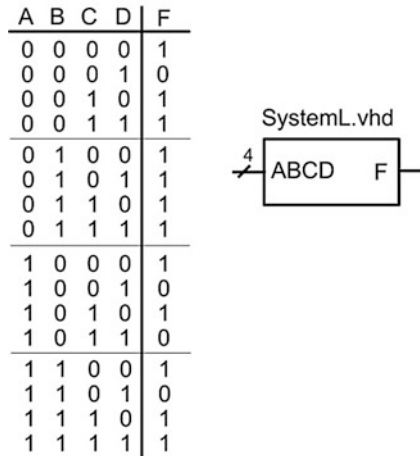 A B C D F
0 0 0 0 1
0 0 0 1 0
0 0 1 0 1
0 0 1 1 1
0 1 0 0 1
0 1 0 1 1
0 1 1 0 1
0 1 1 1 1
1 0 0 0 1
1 0 0 1 0
1 0 1 0 1
1 0 1 1 0
1 1 0 0 1
1 1 0 1 0
1 1 1 0 1
1 1 1 1 1
SystemL.vhd
4
ABCD F